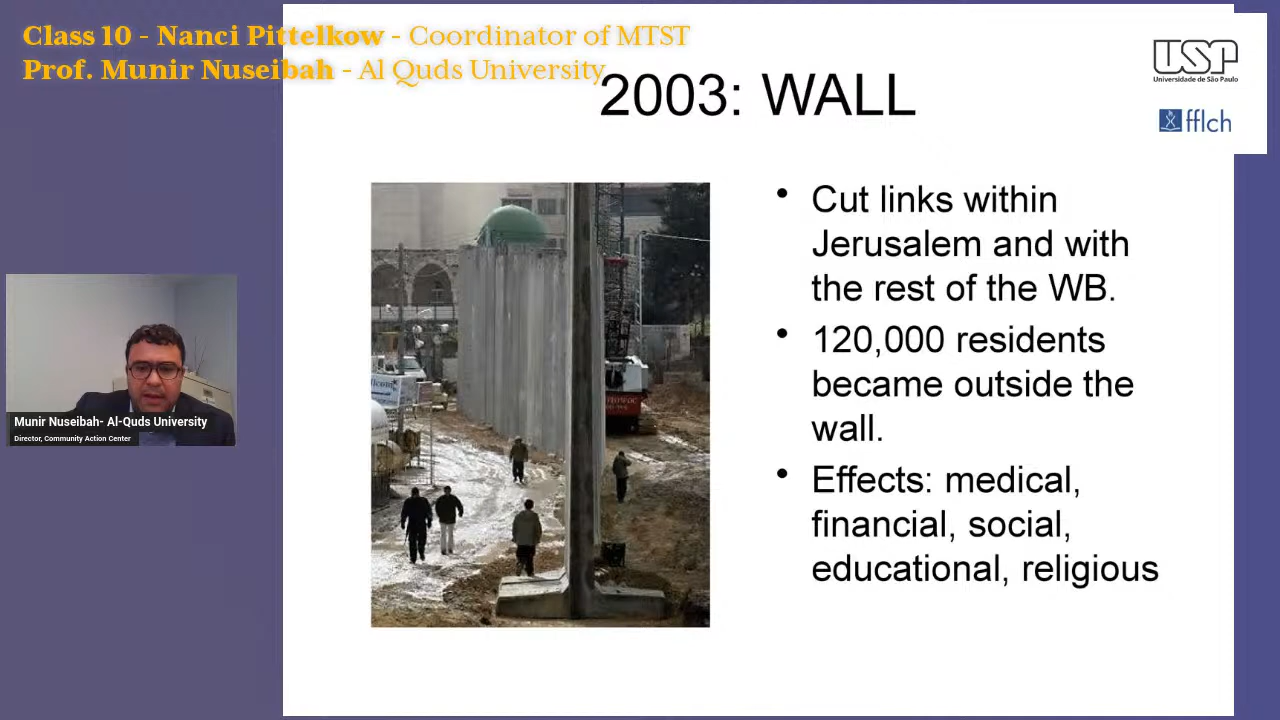 Class 10 - Nanci Pittelkow - Coordinator of MTST
Prof. Munir Nuseibah - Al Quds University
USP
Universidade de São Paulo
fflch
2003: WALL
• Cut links within
Jerusalem and with
the rest of the WB.
• 120,000 residents
became outside the
wall.
• Effects: medical,
financial, social,
educational, religious
Munir Nuseibah- Al-Quds University
Director, Community Action Center